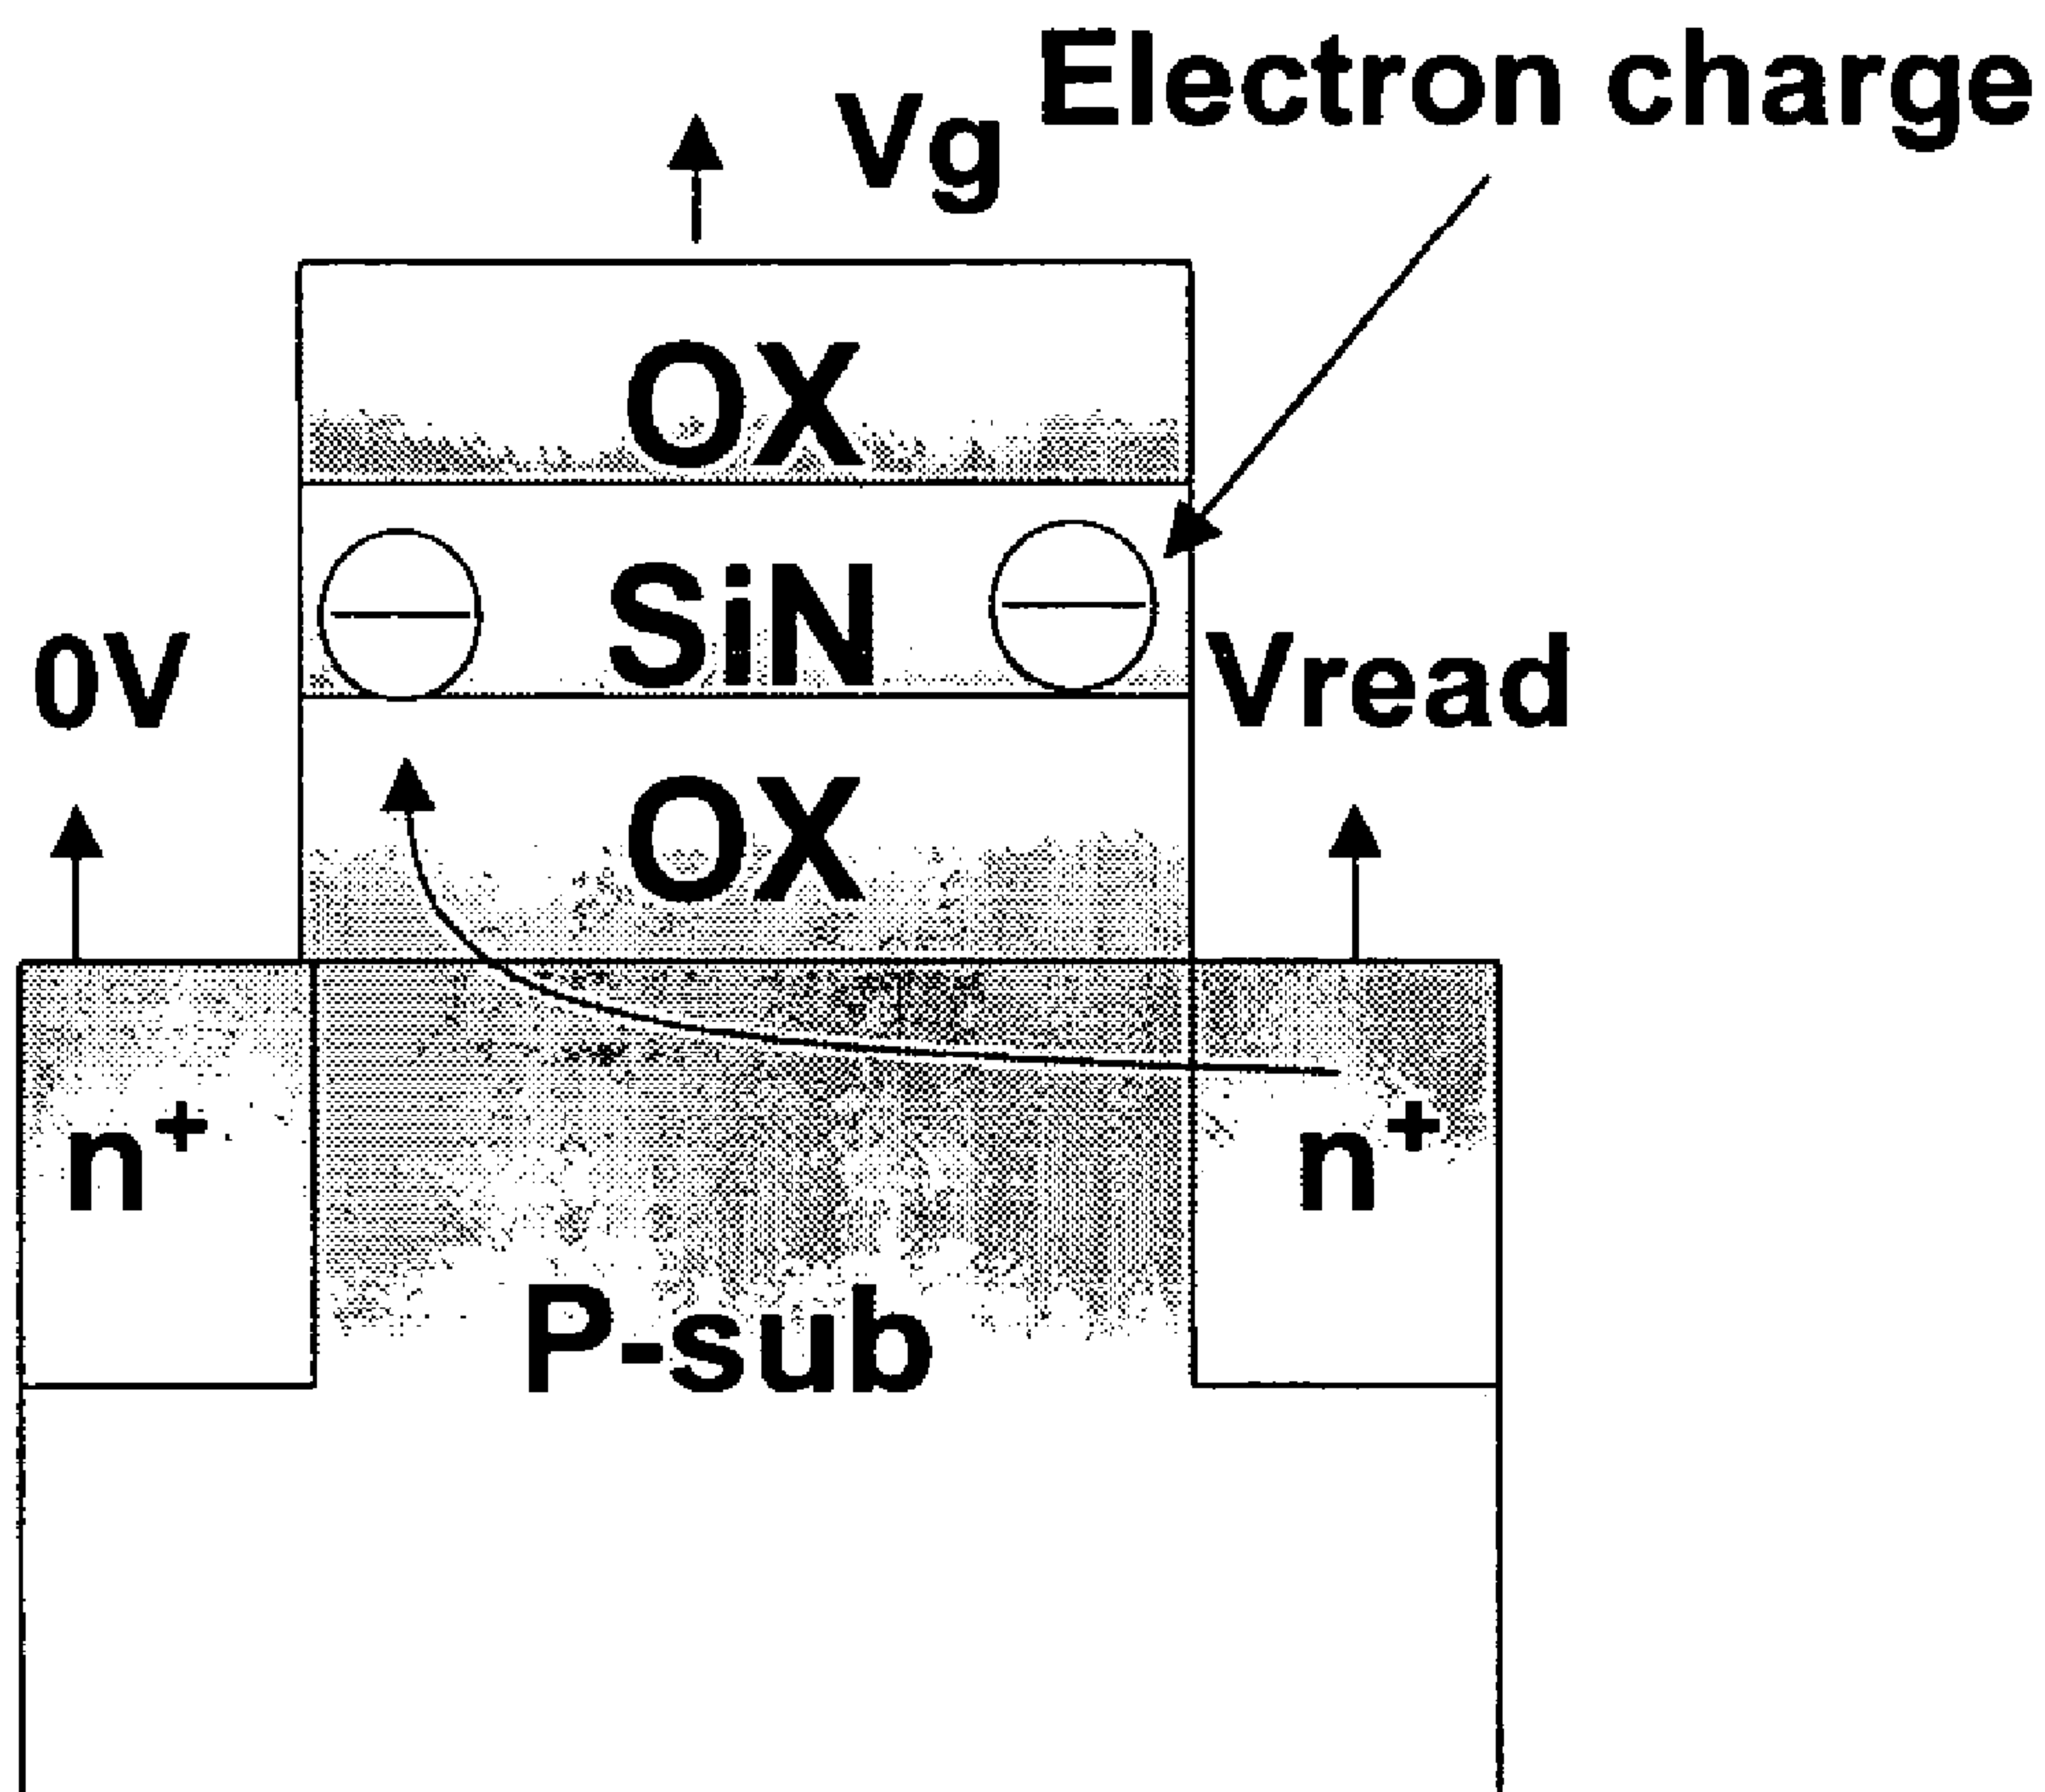 Vg Electron charge
OX
SiN
0V
Vread
OX
n⁺
n⁺
P-sub